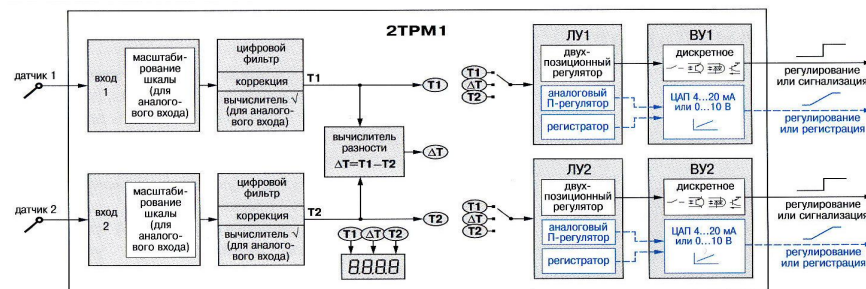 2ТРМ1
датчик 1
вход
1
масштаби-
рование
шкалы
(для
аналого-
вого входа)
цифровой
фильтр
коррекция
вычислитель √
(для аналого-
вого входа)
T1
T1
вычислитель
разности
ΔT=T1−T2
ΔT
T1
ΔT
T2
ЛУ1
двух-
позиционный
регулятор
аналоговый
П-регулятор
регистратор
ВУ1
дискретное
ЦАП 4...20 мА
или 0...10 В
регулирование
или сигнализация
регулирование
или регистрация
датчик 2
вход
2
масштаби-
рование
шкалы
(для
аналого-
вого входа)
цифровой
фильтр
коррекция
вычислитель √
(для аналого-
вого входа)
T2
T2
T1 ΔT T2
8.8.8.8
T1
ΔT
T2
ЛУ2
двух-
позиционный
регулятор
аналоговый
П-регулятор
регистратор
ВУ2
дискретное
ЦАП 4...20 мА
или 0...10 В
регулирование
или сигнализация
регулирование
или регистрация